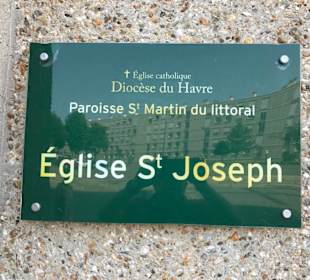 ✝ Église catholique
Diocèse du Havre
Paroisse St Martin du littoral
Église St Joseph